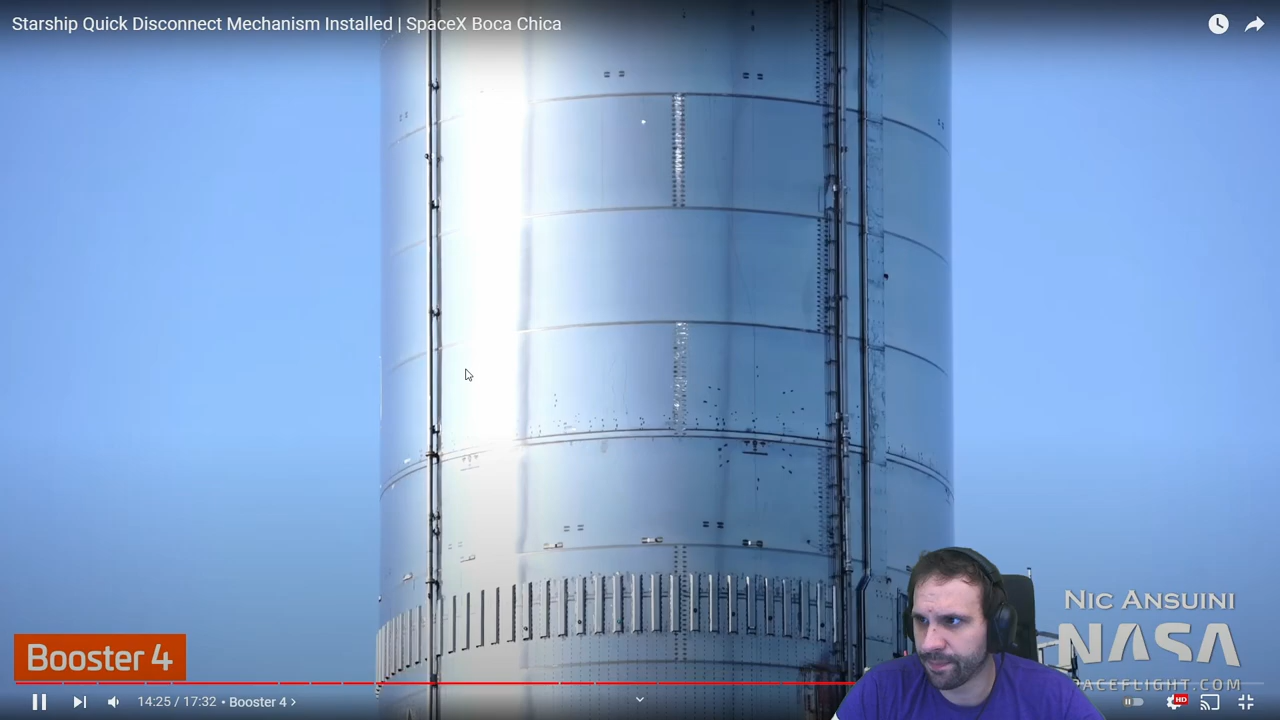 Starship Quick Disconnect Mechanism Installed | SpaceX Boca Chica
NIC ANSUINI
NASA
SPACEFLIGHT.COM
Booster 4
14:25 / 17:32 • Booster 4 >
HD